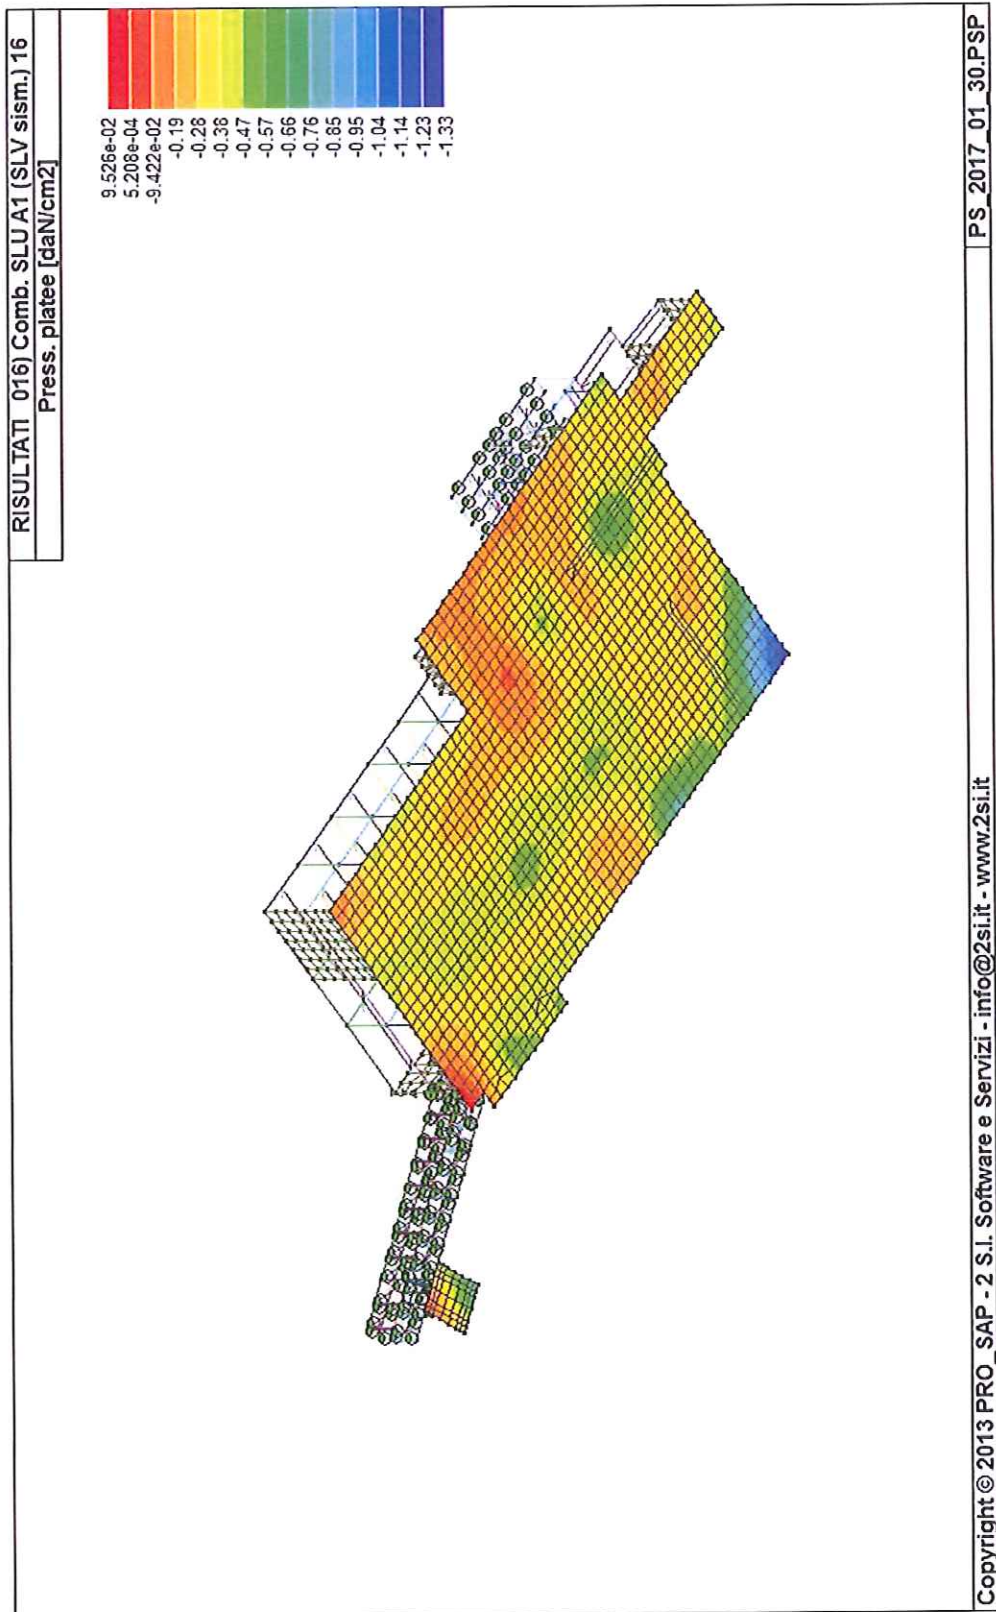 RISULTATI 016) Comb. SLU A1 (SLV sism.) 16
Press. platee [daN/cm2]
9.526e-02
5.208e-04
-9.422e-02
-0.19
-0.28
-0.38
-0.47
-0.57
-0.66
-0.76
-0.85
-0.95
-1.04
-1.14
-1.23
-1.33
Copyright © 2013 PRO_SAP - 2 S.I. Software e Servizi - info@2si.it - www.2si.it
PS_2017_01_30.PSP